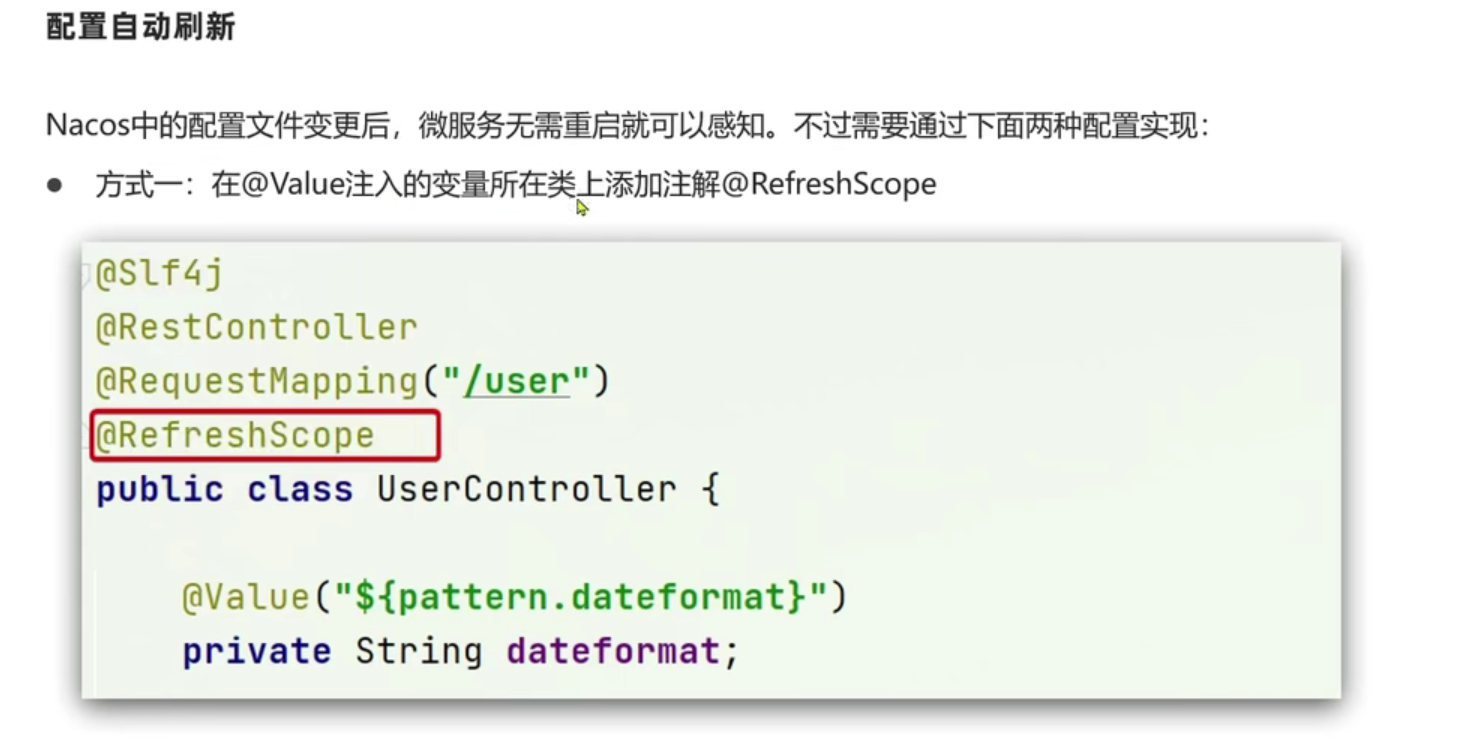 配置自动刷新
Nacos中的配置文件变更后，微服务无需重启就可以感知。不过需要通过下面两种配置实现：
● 方式一：在@Value注入的变量所在类上添加注解@RefreshScope
@Slf4j
@RestController
@RequestMapping("/user")
@RefreshScope
public class UserController {
@Value("${pattern.dateformat}")
private String dateformat;